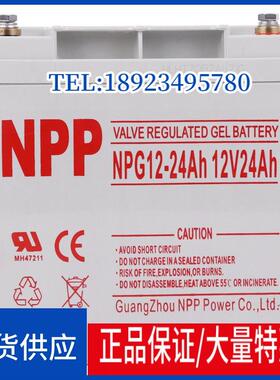 TEL:18923495780
NPP
VALVE REGULATED GEL BATTERY
NPG12-24Ah 12V24Ah
MH47211
CAUTION:
AVOID SHORT CIRCUIT
DO NOT CHARGE IN A GASTIGHT CONTAINER
RISK OF FIRE,EXPLOSION,OR BURNS.
DO NOT DISASSEMBLE, HEAT ABOVE 55°C OR INCINERATE.
GuangZhou NPP Power Co.,Ltd.
货供应
正品保证/大量特